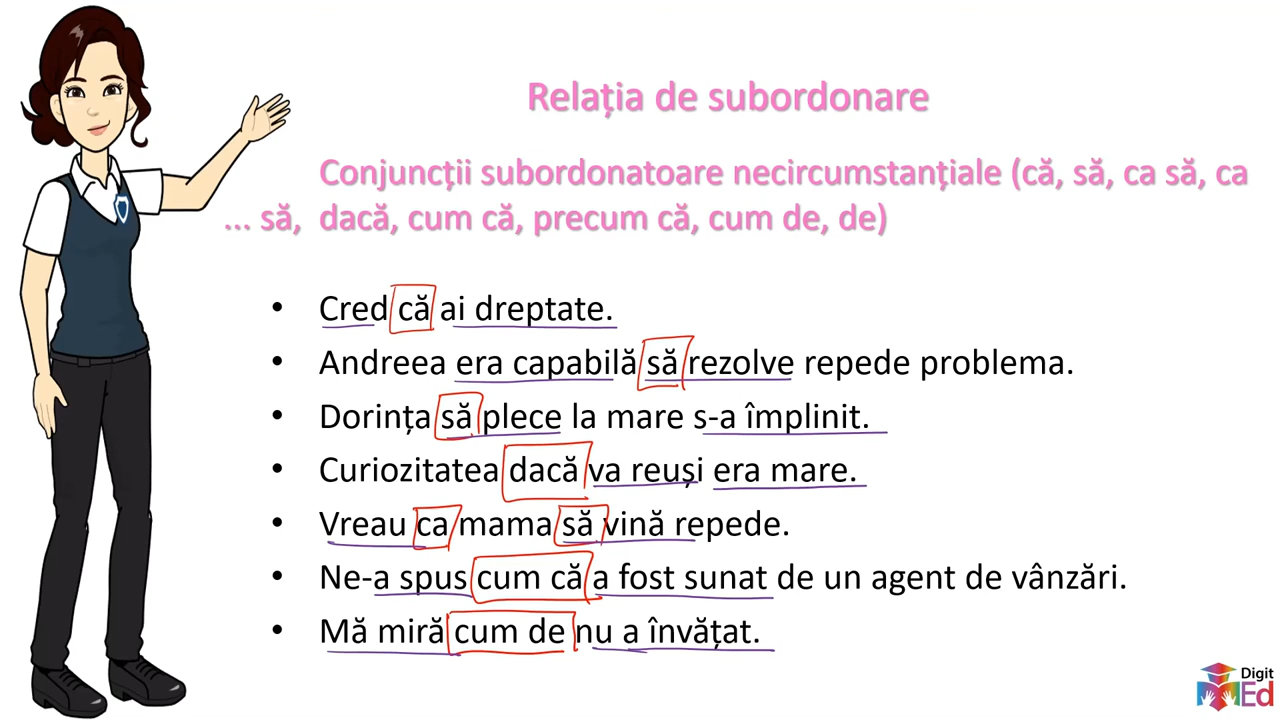 Relația de subordonare
Conjuncții subordonatoare necircumstanțiale (că, să, ca să, ca
... să, dacă, cum că, precum că, cum de, de)
• Cred că ai dreptate.
• Andreea era capabilă să rezolve repede problema.
• Dorința să plece la mare s-a împlinit.
• Curiozitatea dacă va reuși era mare.
• Vreau ca mama să vină repede.
• Ne-a spus cum că a fost sunat de un agent de vânzări.
• Mă miră cum de nu a învățat.
Digit
Ed